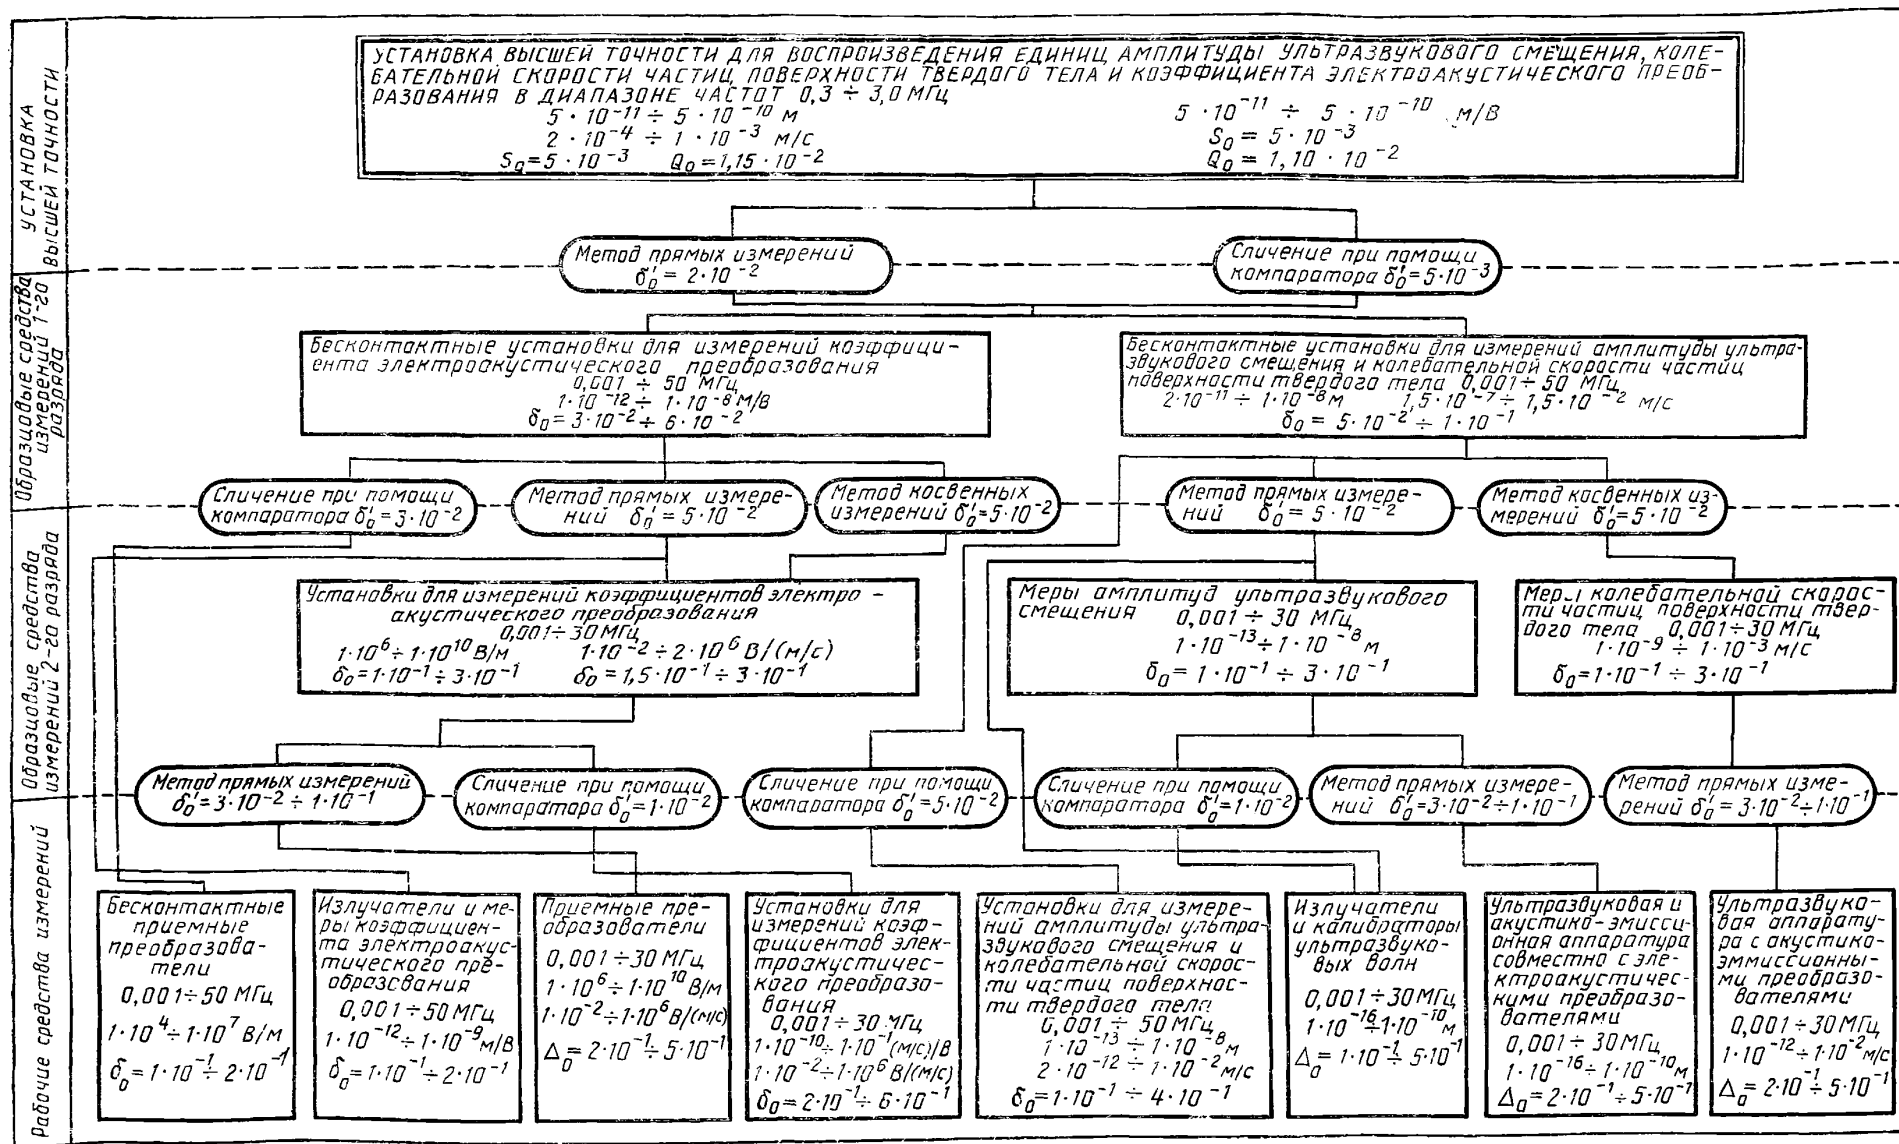 УСТАНОВКА
ВЫСШЕЙ ТОЧНОСТИ
УСТАНОВКА ВЫСШЕЙ ТОЧНОСТИ ДЛЯ ВОСПРОИЗВЕДЕНИЯ ЕДИНИЦ АМПЛИТУДЫ УЛЬТРАЗВУКОВОГО СМЕЩЕНИЯ, КОЛЕ-
БАТЕЛЬНОЙ СКОРОСТИ ЧАСТИЦ ПОВЕРХНОСТИ ТВЕРДОГО ТЕЛА И КОЭФФИЦИЕНТА ЭЛЕКТРОАКУСТИЧЕСКОГО ПРЕОБ-
РАЗОВАНИЯ В ДИАПАЗОНЕ ЧАСТОТ 0,3 ÷ 3,0 МГц
5 · 10⁻¹¹ ÷ 5 · 10⁻¹⁰ м
2 · 10⁻⁴ ÷ 1 · 10⁻³ м/с
S₀ = 5 · 10⁻³ Q₀ = 1,15 · 10⁻²
5 · 10⁻¹¹ ÷ 5 · 10⁻¹⁰ м/В
S₀ = 5 · 10⁻³
Q₀ = 1,10 · 10⁻²
Метод прямых измерений
δ₀′ = 2·10⁻²
Сличение при помощи
компаратора δ₀′ = 5·10⁻³
Образцовые средства
измерений 1-го
разряда
Бесконтактные установки для измерений коэффици-
ента электроакустического преобразования
0,001 ÷ 50 МГц
1·10⁻¹² ÷ 1·10⁻⁸ м/В
δ₀ = 3·10⁻² ÷ 6·10⁻²
Бесконтактные установки для измерений амплитуды ультра-
звукового смещения и колебательной скорости частиц
поверхности твердого тела 0,001 ÷ 50 МГц
2·10⁻¹¹ ÷ 1·10⁻⁸ м 1,5·10⁻⁷ ÷ 1,5·10⁻² м/с
δ₀ = 5·10⁻² ÷ 1·10⁻¹
Сличение при помощи
компаратора δ₀′ = 3·10⁻²
Метод прямых измере-
ний δ₀′ = 5·10⁻²
Метод косвенных
измерений δ₀′ = 5·10⁻²
Метод прямых измере-
ний δ₀′ = 5·10⁻²
Метод косвенных из-
мерений δ₀′ = 5·10⁻²
Образцовые средства
измерений 2-го разряда
Установки для измерений коэффициентов электро-
акустического преобразования
0,001 ÷ 30 МГц
1·10⁶ ÷ 1·10¹⁰ В/м 1·10⁻² ÷ 2·10⁶ В/(м/с)
δ₀ = 1·10⁻¹ ÷ 3·10⁻¹ δ₀ = 1,5·10⁻¹ ÷ 3·10⁻¹
Меры амплитуд ультразвукового
смещения 0,001 ÷ 30 МГц
1·10⁻¹³ ÷ 1·10⁻⁸ м
δ₀ = 1·10⁻¹ ÷ 3·10⁻¹
Меры колебательной скорос-
ти частиц поверхности твер-
дого тела 0,001 ÷ 30 МГц
1·10⁻⁹ ÷ 1·10⁻³ м/с
δ₀ = 1·10⁻¹ ÷ 3·10⁻¹
Метод прямых измерений
δ₀′ = 3·10⁻² ÷ 1·10⁻¹
Сличение при помощи
компаратора δ₀′ = 1·10⁻²
Сличение при помощи
компаратора δ₀′ = 5·10⁻²
Сличение при помощи
компаратора δ₀′ = 1·10⁻²
Метод прямых измере-
ний δ₀′ = 3·10⁻² ÷ 1·10⁻¹
Метод прямых изме-
рений δ₀′ = 3·10⁻² ÷ 1·10⁻¹
Рабочие средства измерений
Бесконтактные
приемные
преобразова-
тели
0,001 ÷ 50 МГц
1·10⁴ ÷ 1·10⁷ В/м
δ₀ = 1·10⁻¹ ÷ 2·10⁻¹
Излучатели и ме-
ры коэффициен-
та электроакус-
тического пре-
образования
0,001 ÷ 50 МГц
1·10⁻¹² ÷ 1·10⁻⁹ м/В
δ₀ = 1·10⁻¹ ÷ 2·10⁻¹
Приемные пре-
образователи
0,001 ÷ 30 МГц
1·10⁶ ÷ 1·10¹⁰ В/м
1·10⁻² ÷ 1·10⁶ В/(м/с)
Δ₀ = 2·10⁻¹ ÷ 5·10⁻¹
Установки для
измерений коэф-
фициентов элек-
троакустичес-
кого преобразо-
вания
0,001 ÷ 30 МГц
1·10⁻¹⁰ ÷ 1·10⁻¹ (м/с)/В
1·10⁻² ÷ 1·10⁶ В/(м/с)
δ₀ = 2·10⁻¹ ÷ 6·10⁻¹
Установки для измере-
ний амплитуды ультра-
звукового смещения и
колебательной скорос-
ти частиц поверхнос-
ти твердого тела
0,001 ÷ 50 МГц
1·10⁻¹³ ÷ 1·10⁻⁸ м
2·10⁻¹² ÷ 1·10⁻² м/с
δ₀ = 1·10⁻¹ ÷ 4·10⁻¹
Излучатели
и калибраторы
ультразвуко-
вых волн
0,001 ÷ 30 МГц
1·10⁻¹⁶ ÷ 1·10⁻¹⁰ м
Δ₀ = 1·10⁻¹ ÷ 5·10⁻¹
Ультразвуковая и
акустико-эмисси-
онная аппаратура
совместно с эле-
ктроакустичес-
кими преобразо-
вателями
0,001 ÷ 30 МГц
1·10⁻¹⁶ ÷ 1·10⁻¹⁰ м
Δ₀ = 2·10⁻¹ ÷ 5·10⁻¹
Ультразвуко-
вая аппарату-
ра с акустико-
эммиссионны-
ми преобразо-
вателями
0,001 ÷ 30 МГц
1·10⁻¹² ÷ 1·10⁻² м/с
Δ₀ = 2·10⁻¹ ÷ 5·10⁻¹